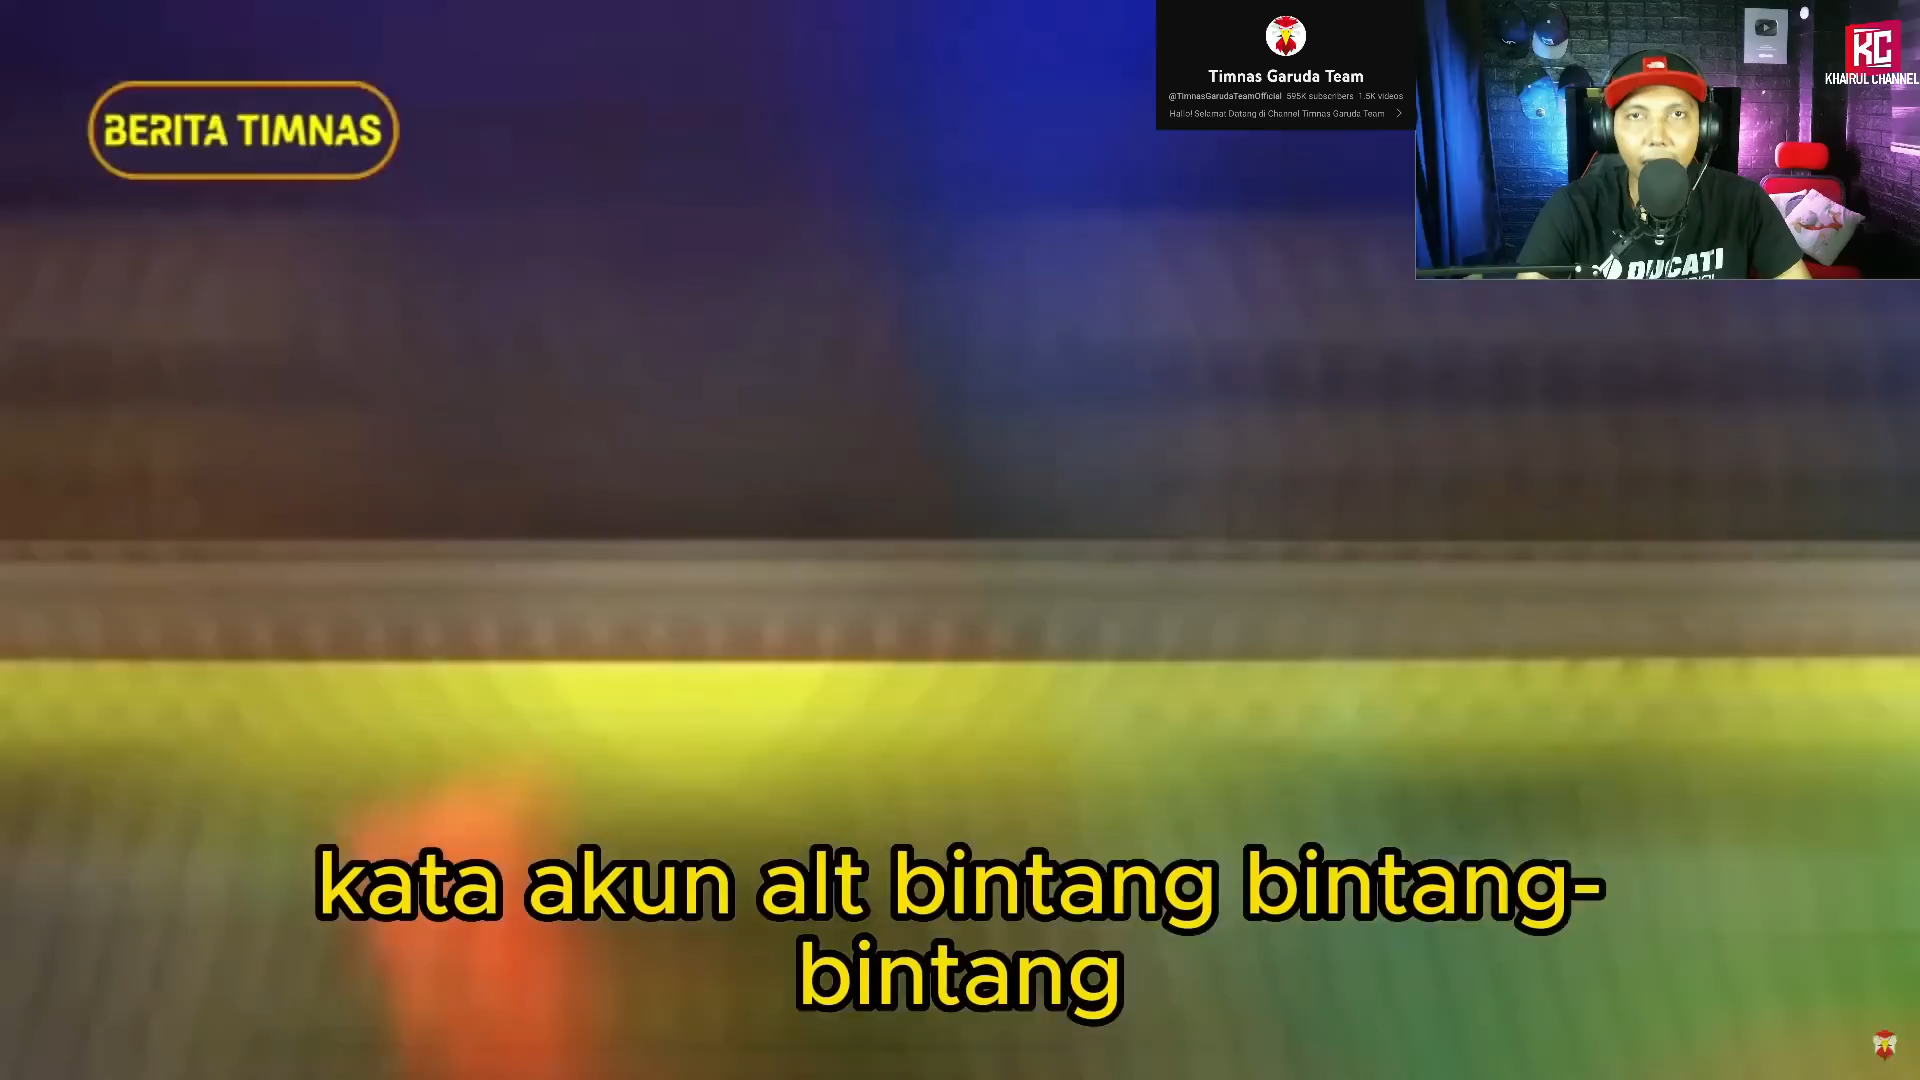 BERITA TIMNAS
Timnas Garuda Team
@TimnasGarudaTeamOfficial 595K subscribers 1.5K videos
Hallo! Selamat Datang di Channel Timnas Garuda Team
KC
KHAIRUL CHANNEL
DUCATI
kata akun alt bintang bintang-
bintang